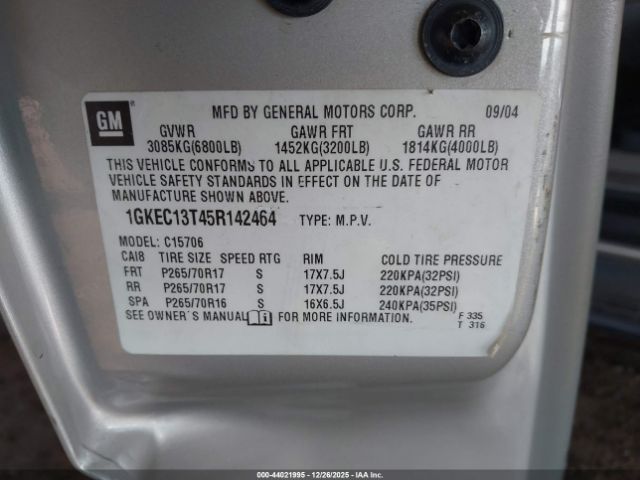 GM ® MFD BY GENERAL MOTORS CORP. 09/04
GVWR GAWR FRT GAWR RR
3085KG(6800LB) 1452KG(3200LB) 1814KG(4000LB)
THIS VEHICLE CONFORMS TO ALL APPLICABLE U.S. FEDERAL MOTOR
VEHICLE SAFETY STANDARDS IN EFFECT ON THE DATE OF
MANUFACTURE SHOWN ABOVE.
1GKEC13T45R142464 TYPE: M.P.V.
MODEL: C15706
CAI8 TIRE SIZE SPEED RTG RIM COLD TIRE PRESSURE
FRT P265/70R17 S 17X7.5J 220KPA(32PSI)
RR P265/70R17 S 17X7.5J 220KPA(32PSI)
SPA P265/70R16 S 16X6.5J 240KPA(35PSI)
SEE OWNER'S MANUAL FOR MORE INFORMATION. F 335
T 316
000-44021995 - 12/26/2025 - IAAI.COM